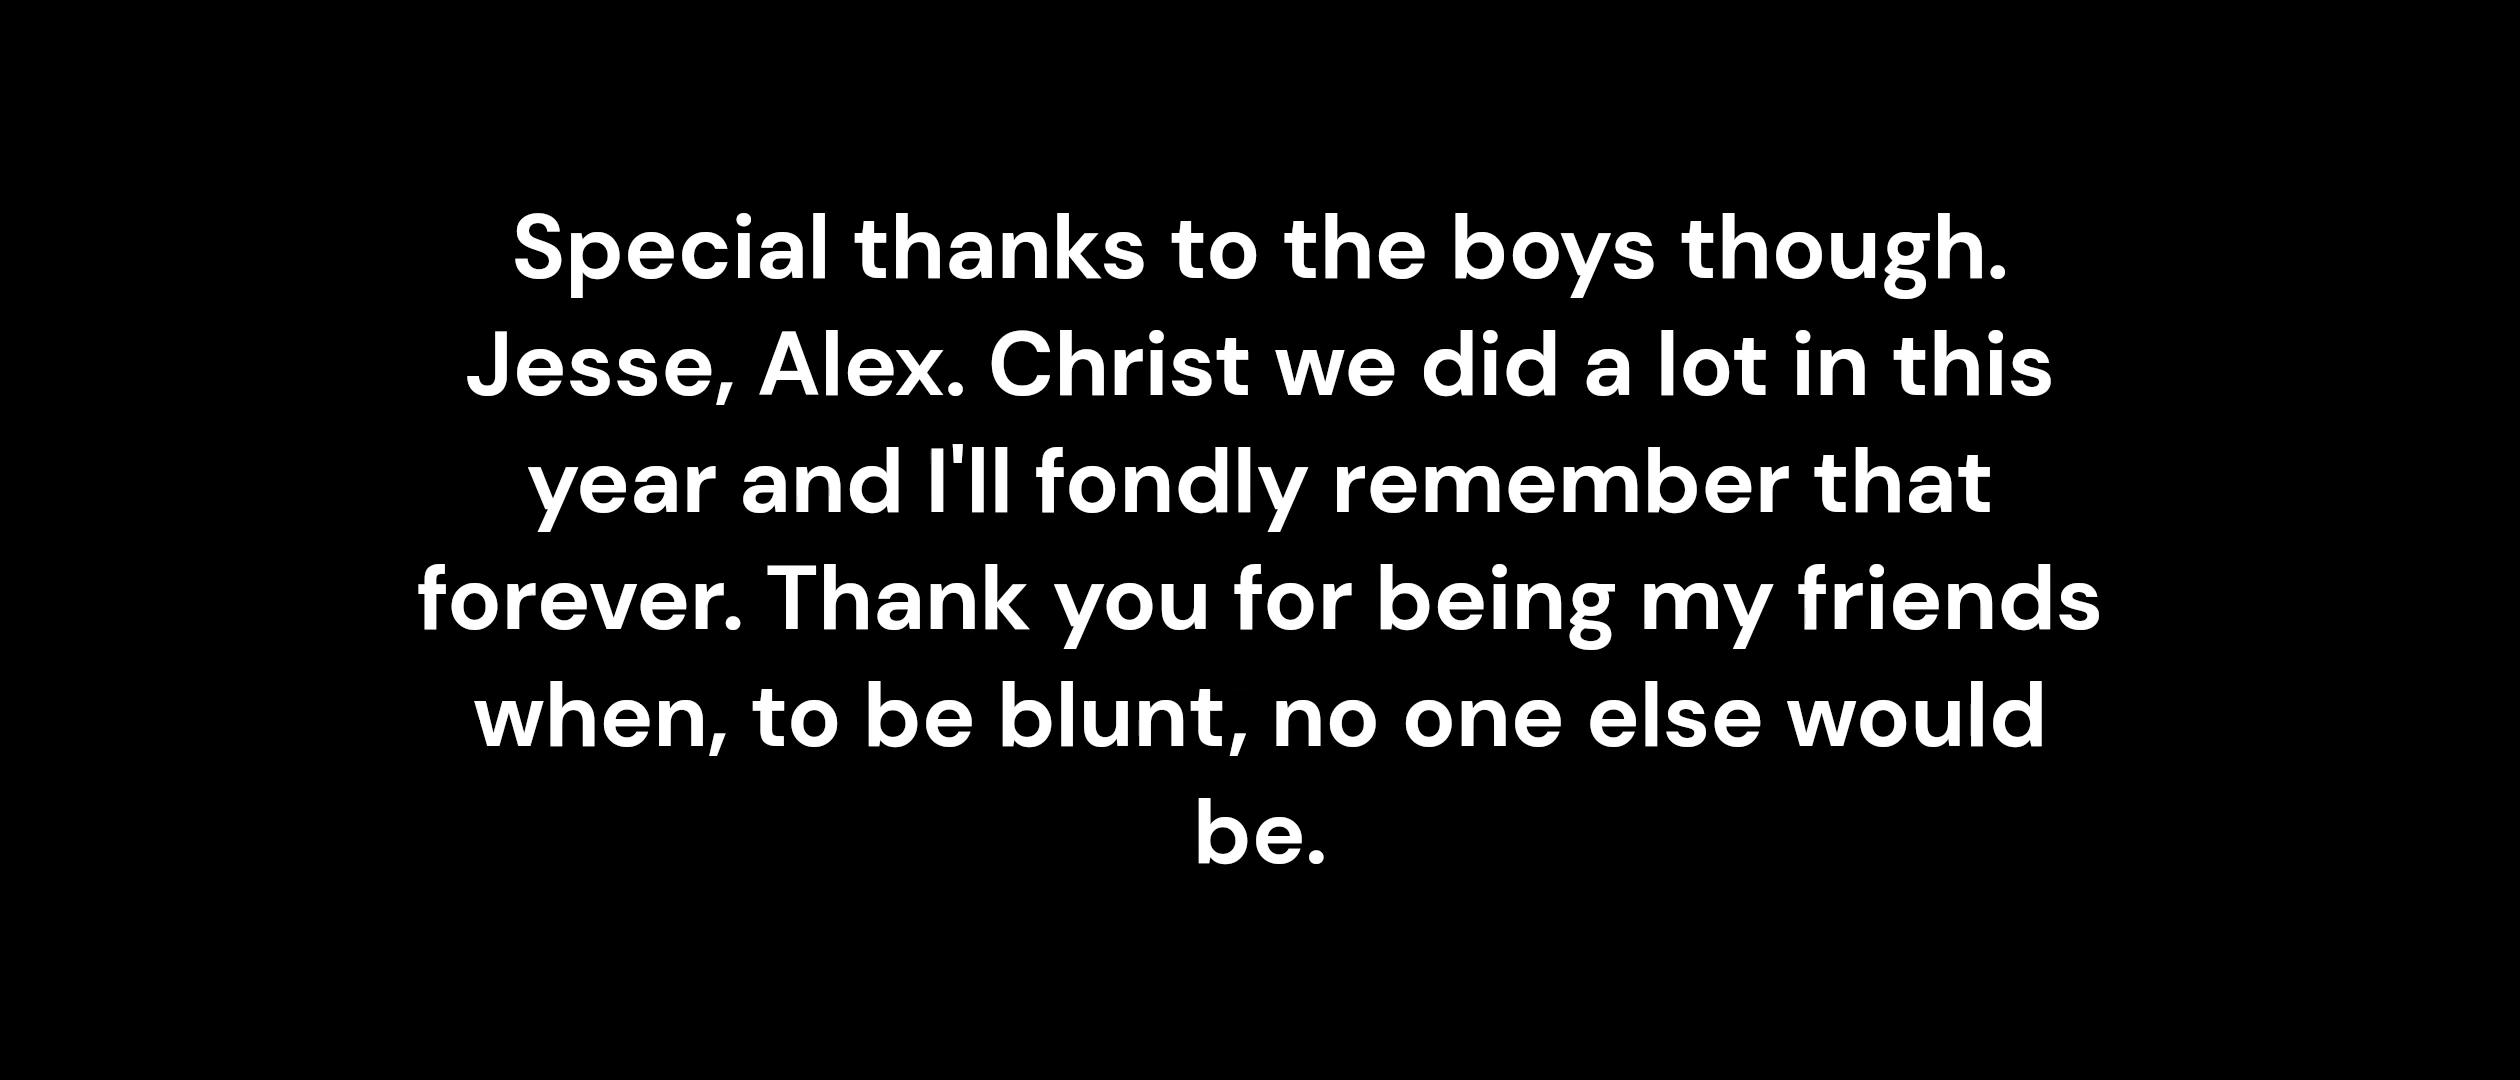 Special thanks to the boys though.
Jesse, Alex. Christ we did a lot in this
year and I'll fondly remember that
forever. Thank you for being my friends
when, to be blunt, no one else would
be.